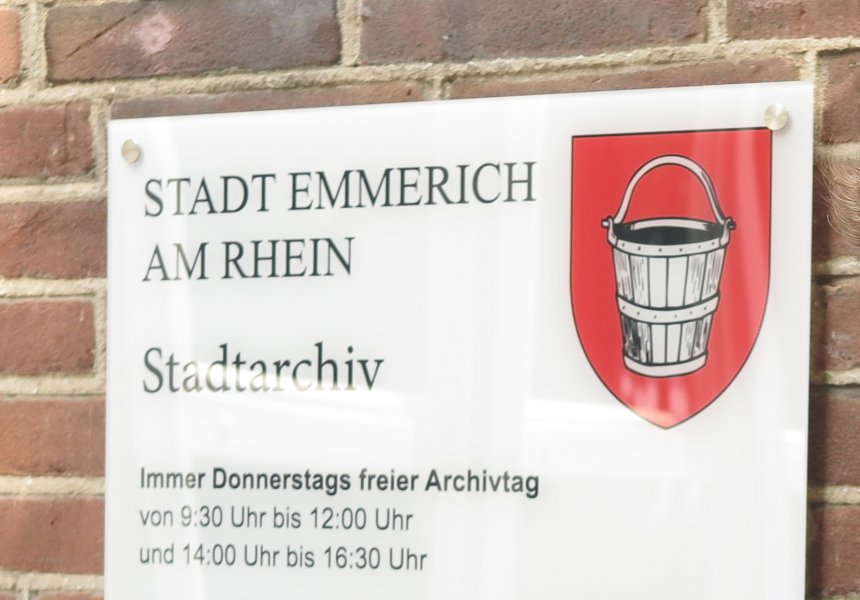 STADT EMMERICH
AM RHEIN
Stadtarchiv
Immer Donnerstags freier Archivtag
von 9:30 Uhr bis 12:00 Uhr
und 14:00 Uhr bis 16:30 Uhr